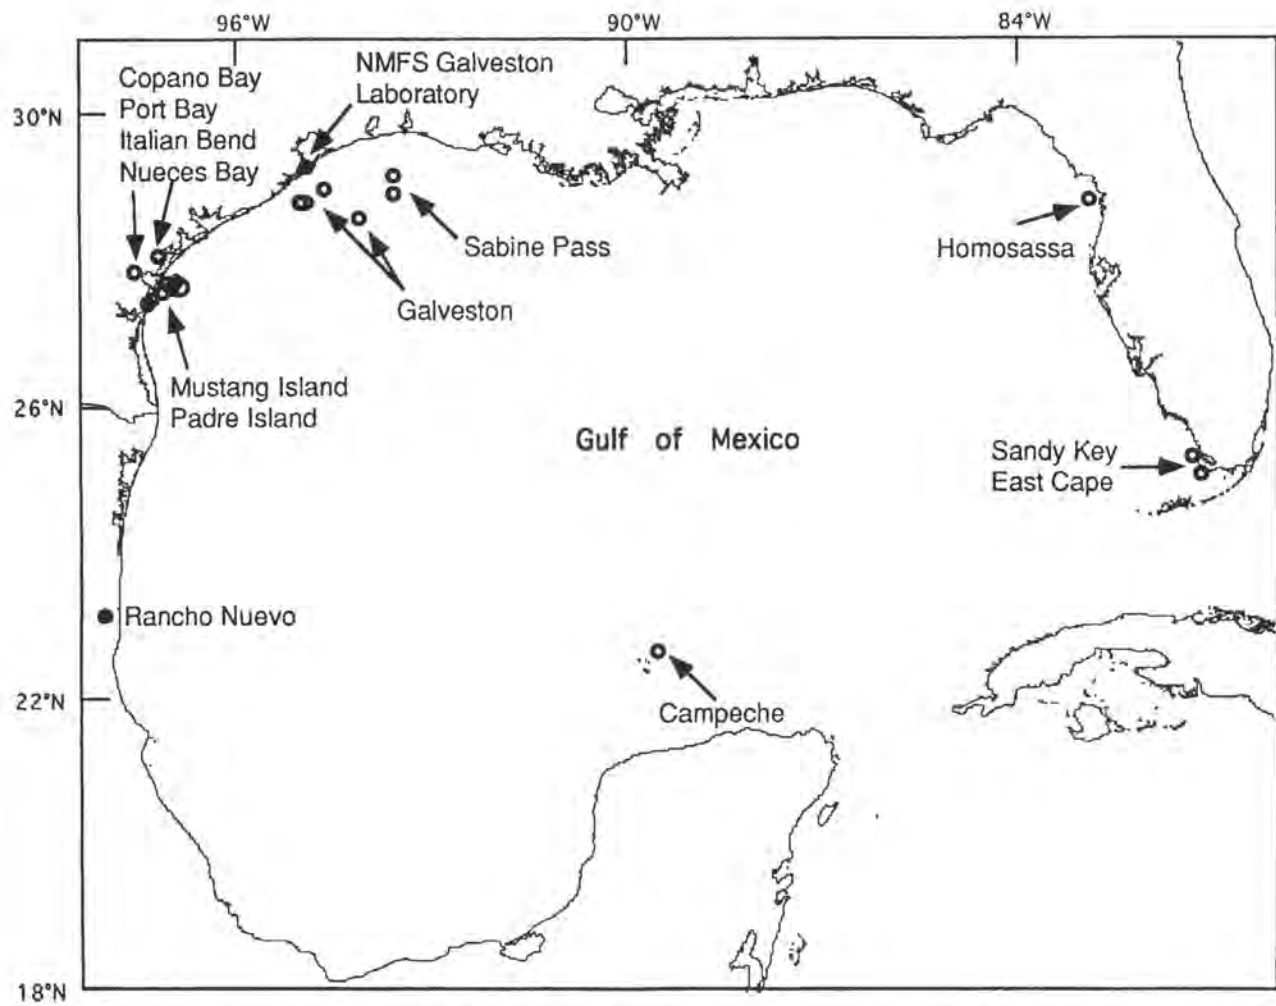 96°W
90°W
84°W
Copano Bay
Port Bay
Italian Bend
Nueces Bay
NMFS Galveston
Laboratory
30°N
Sabine Pass
Homosassa
Galveston
Mustang Island
Padre Island
26°N
Gulf of Mexico
Sandy Key
East Cape
Rancho Nuevo
22°N
Campeche
18°N